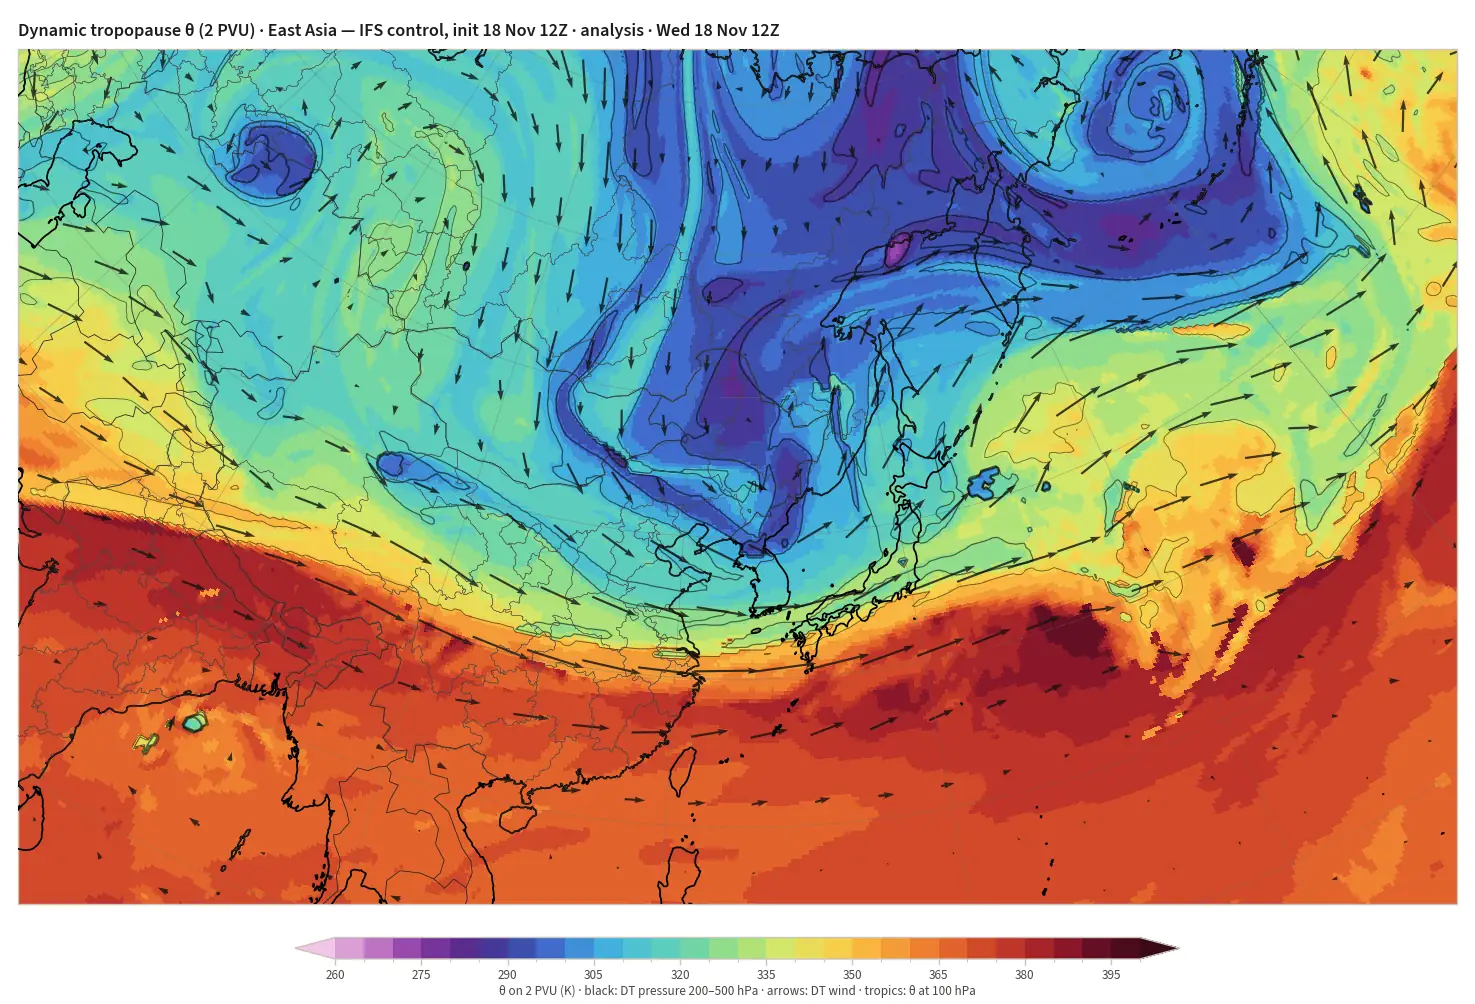 Dynamic tropopause θ (2 PVU) · East Asia — IFS control, init 18 Nov 12Z · analysis · Wed 18 Nov 12Z
260 275 290 305 320 335 350 365 380 395
θ on 2 PVU (K) · black: DT pressure 200–500 hPa · arrows: DT wind · tropics: θ at 100 hPa